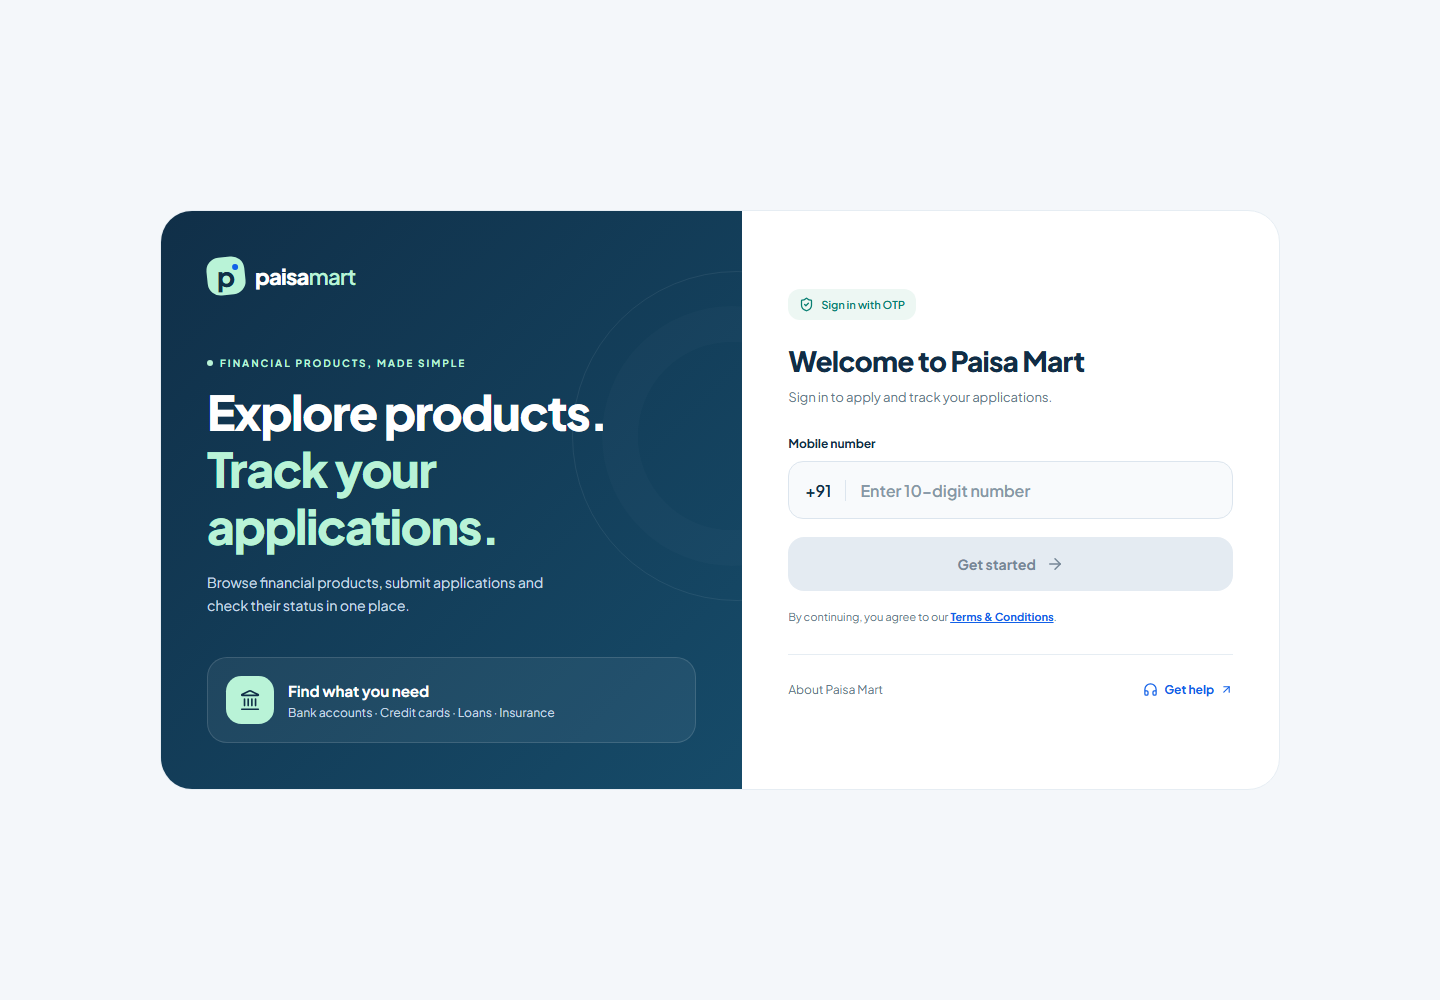 p paisamart
FINANCIAL PRODUCTS, MADE SIMPLE
Explore products.
Track your
applications.
Browse financial products, submit applications and
check their status in one place.
Find what you need
Bank accounts · Credit cards · Loans · Insurance
Sign in with OTP
Welcome to Paisa Mart
Sign in to apply and track your applications.
Mobile number
+91 Enter 10-digit number
Get started
By continuing, you agree to our Terms & Conditions.
About Paisa Mart
Get help